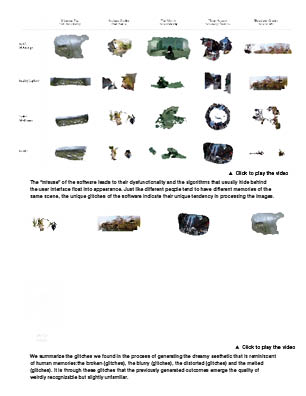 ▲ Click to play the video
The "misuse" of the software leads to their dysfunctionality and the algorithms that usually hide behind
the user interface float into appearance. Just like different people tend to have different memories of the
same scene, the unique glitches of the software indicate their unique tendency in processing the images.
▲ Click to play the video
We summarize the glitches we found in the process of generating the dreamy aesthetic that is reminiscent
of human memories: the broken (glitches), the blurry (glitches), the distorted (glitches) and the melted
(glitches). It is through these glitches that the previously generated outcomes emerge the quality of
weirdly recognizable but slightly unfamiliar.